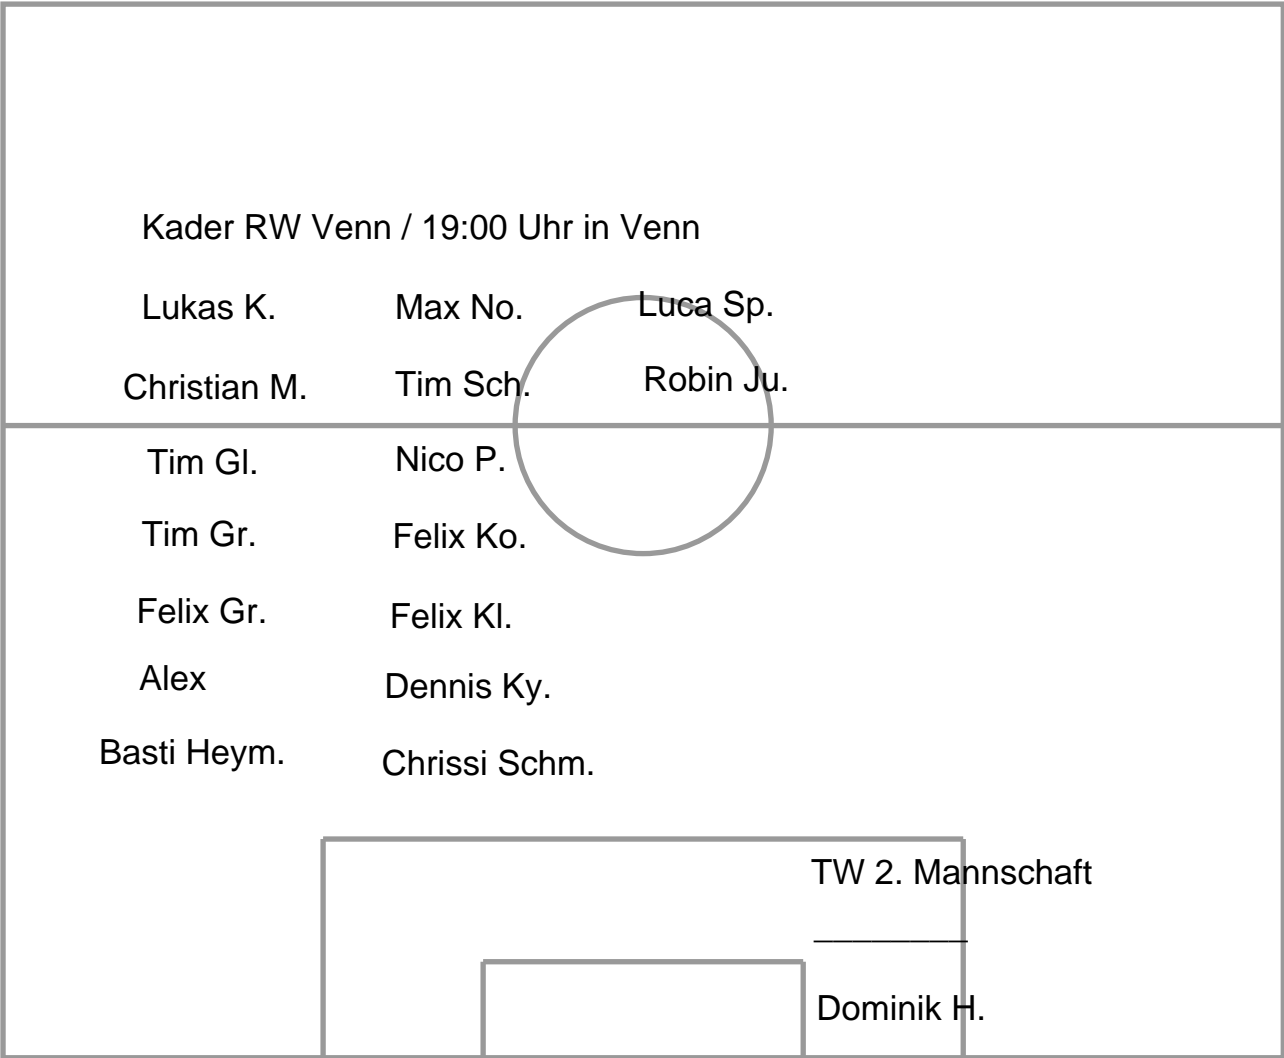 Kader RW Venn / 19:00 Uhr in Venn
Lukas K. Max No. Luca Sp.
Christian M. Tim Sch. Robin Ju.
Tim Gl. Nico P.
Tim Gr. Felix Ko.
Felix Gr. Felix Kl.
Alex Dennis Ky.
Basti Heym. Chrissi Schm.
TW 2. Mannschaft
________
Dominik H.